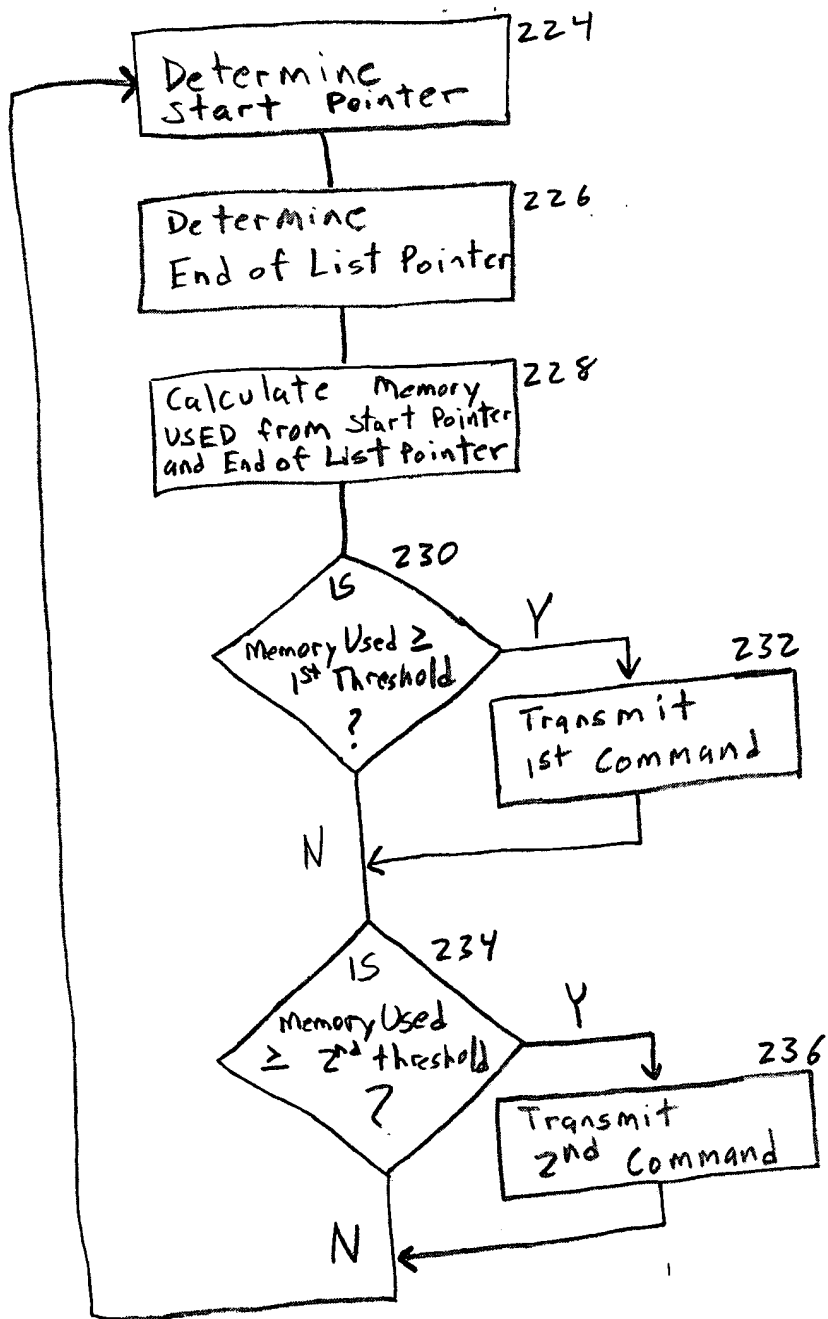 224
Determine
Start Pointer
226
Determine
End of List Pointer
228
Calculate Memory
USED from Start Pointer
and End of List Pointer
230
IS
Memory Used ≥
1st Threshold
?
Y
232
Transmit
1st Command
N
234
IS
Memory Used
≥ 2nd threshold
?
Y
236
Transmit
2nd Command
N